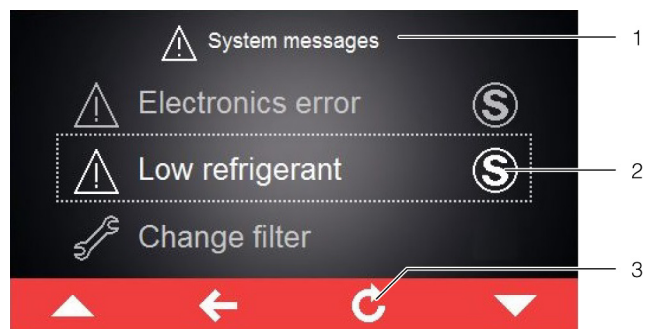 System messages
1
Electronics error
S
Low refrigerant
S
2
Change filter
3